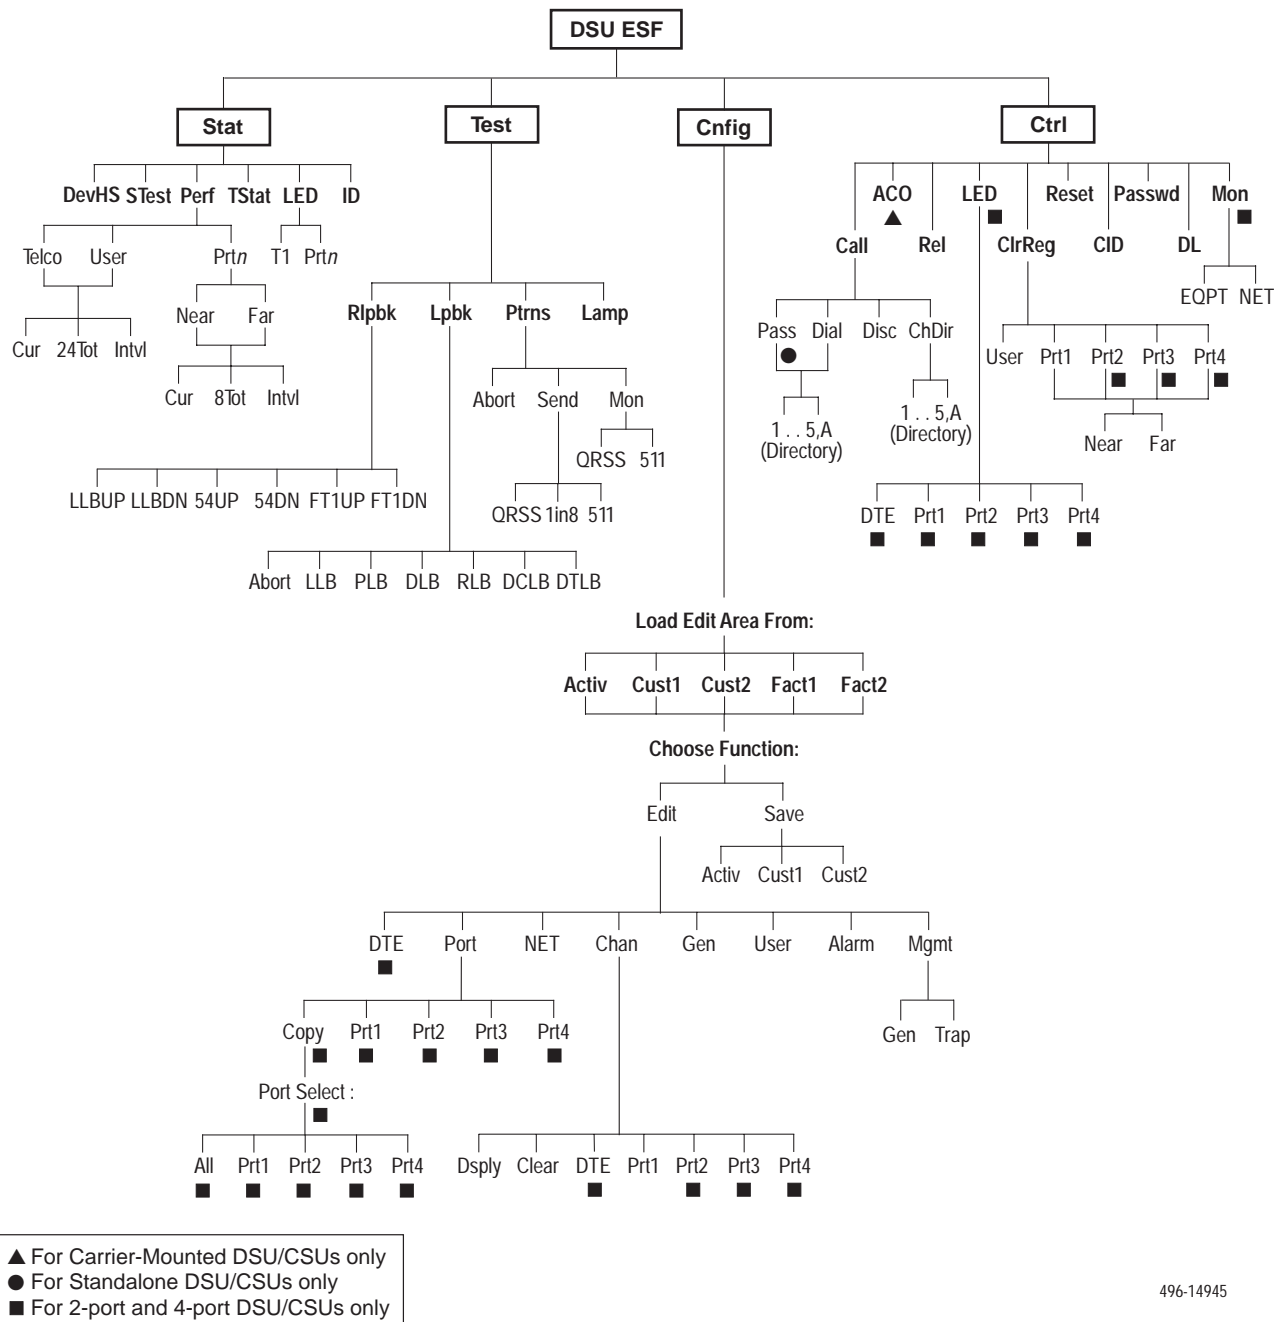 DSU ESF
Stat Test Cnfig Ctrl
DevHS STest Perf TStat LED ID
ACO LED Reset Passwd Mon
Call Rel ClrReg CID DL
Telco User Prtn T1 Prtn
EQPT NET
Near Far
Rlpbk Lpbk Ptrns Lamp
Pass Dial Disc ChDir
User Prt1 Prt2 Prt3 Prt4
Cur 24Tot Intvl
Cur 8Tot Intvl
Abort Send Mon
1 . . 5,A
(Directory)
1 . . 5,A
(Directory)
Near Far
QRSS 511
LLBUP LLBDN 54UP 54DN FT1UP FT1DN
QRSS 1in8 511
DTE Prt1 Prt2 Prt3 Prt4
Abort LLB PLB DLB RLB DCLB DTLB
Load Edit Area From:
Activ Cust1 Cust2 Fact1 Fact2
Choose Function:
Edit Save
Activ Cust1 Cust2
DTE Port NET Chan Gen User Alarm Mgmt
Copy Prt1 Prt2 Prt3 Prt4
Gen Trap
Port Select :
All Prt1 Prt2 Prt3 Prt4
Dsply Clear DTE Prt1 Prt2 Prt3 Prt4
▲ For Carrier-Mounted DSU/CSUs only
● For Standalone DSU/CSUs only
■ For 2-port and 4-port DSU/CSUs only
496-14945